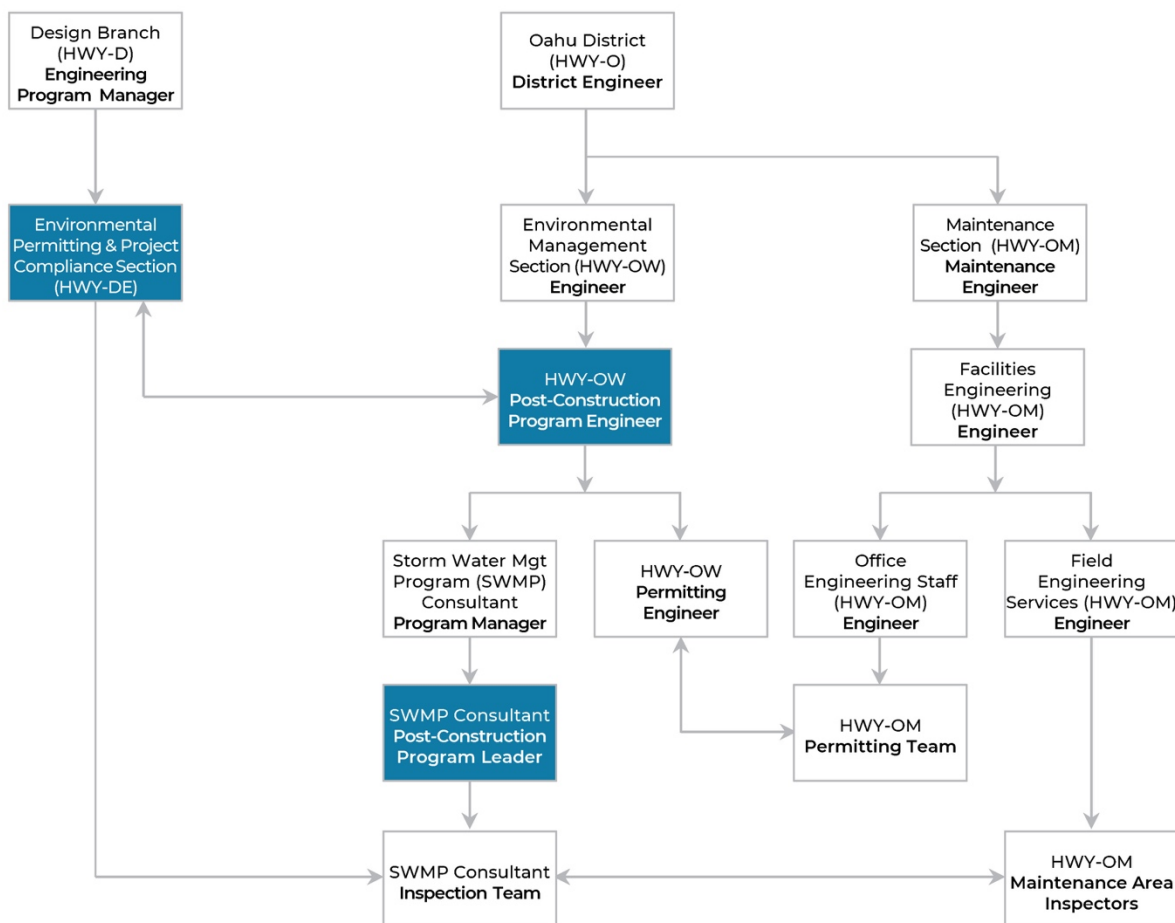 Design Branch
(HWY-D)
Engineering
Program Manager
Oahu District
(HWY-O)
District Engineer
Environmental
Permitting & Project
Compliance Section
(HWY-DE)
Environmental
Management
Section (HWY-OW)
Engineer
Maintenance
Section (HWY-OM)
Maintenance
Engineer
HWY-OW
Post-Construction
Program Engineer
Facilities
Engineering
(HWY-OM)
Engineer
Storm Water Mgt
Program (SWMP)
Consultant
Program Manager
HWY-OW
Permitting
Engineer
Office
Engineering Staff
(HWY-OM)
Engineer
Field
Engineering
Services (HWY-OM)
Engineer
SWMP Consultant
Post-Construction
Program Leader
HWY-OM
Permitting Team
SWMP Consultant
Inspection Team
HWY-OM
Maintenance Area
Inspectors